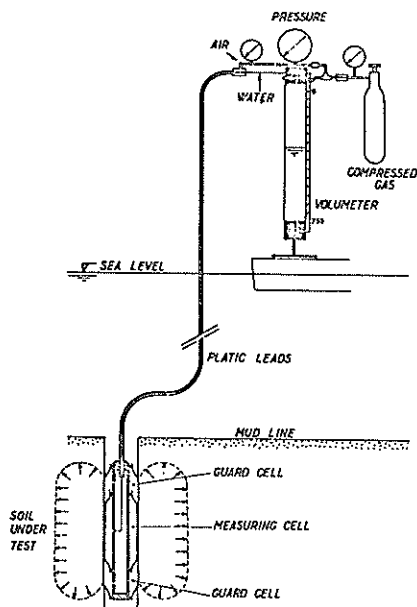 PRESSURE
AIR
WATER
COMPRESSED
GAS
VOLUMETER
755
SEA LEVEL
PLATIC LEADS
MUD LINE
GUARD CELL
SOIL
UNDER
TEST
MEASURING CELL
GUARD CELL